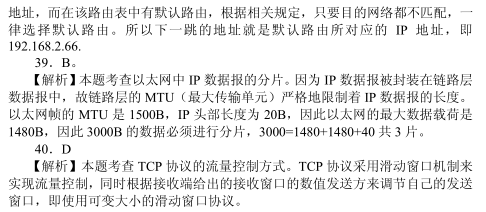 地址，而在该路由表中有默认路由，根据相关规定，只要目的网络都不匹配，一
律选择默认路由。所以下一跳的地址就是默认路由所对应的 IP 地址，即
192.168.2.66.
39．B。
【解析】本题考查以太网中 IP 数据报的分片。因为 IP 数据报被封装在链路层
数据报中，故链路层的 MTU（最大传输单元）严格地限制着 IP 数据报的长度。
以太网帧的 MTU 是 1500B，IP 头部长度为 20B，因此以太网的最大数据载荷是
1480B，因此 3000B 的数据必须进行分片，3000=1480+1480+40 共 3 片。
40．D
【解析】本题考查 TCP 协议的流量控制方式。TCP 协议采用滑动窗口机制来
实现流量控制，同时根据接收端给出的接收窗口的数值发送方来调节自己的发送
窗口，即使用可变大小的滑动窗口协议。